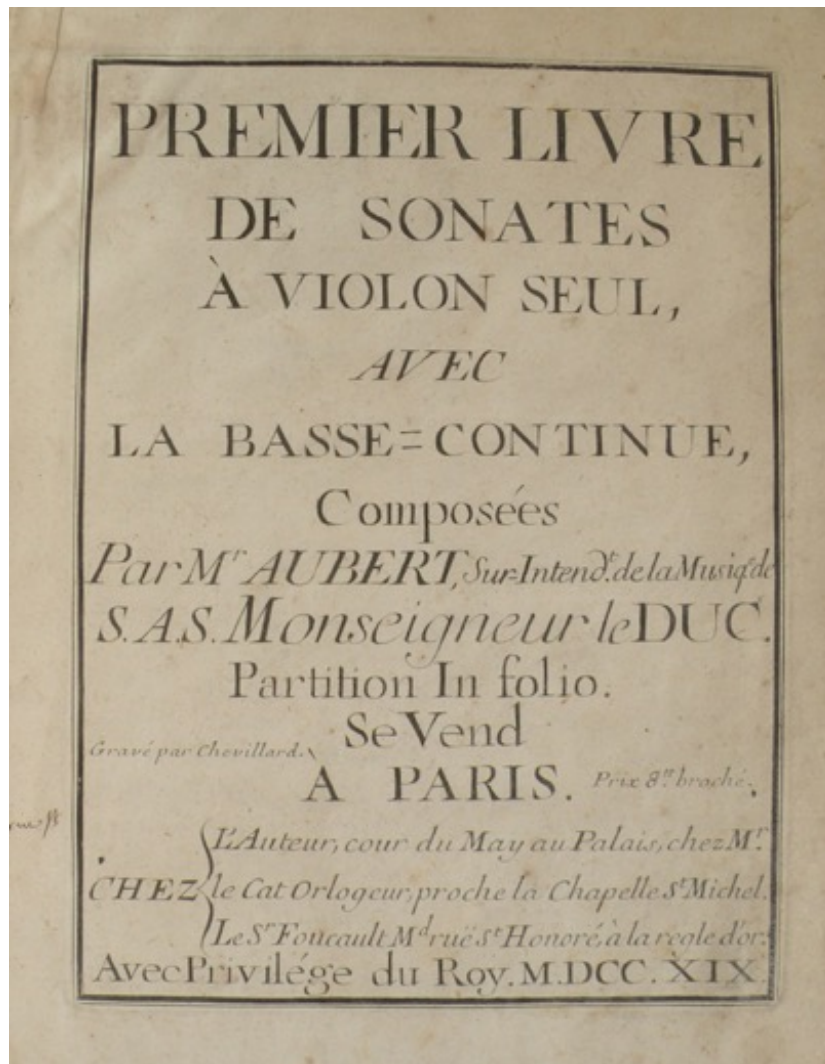 PREMIER LIVRE
DE SONATES
À VIOLON SEUL,
AVEC
LA BASSE=CONTINUE,
Composées
Par Mʳ AUBERT, Sur=Intendᵗ. de la Musiqᵉ. de
S.A.S. Monseigneur le DUC.
Partition In folio.
Se Vend
Gravé par Chevillard.
A PARIS. Prix 8ᵗᵗ broché.
L'Auteur, cour du May au Palais, chez Mʳ.
CHEZ le Cat Orlogeur, proche la Chapelle Sᵗ Michel.
Le Sʳ Foucault Mᵈ ruë Sᵗ Honoré, à la regle d'or.
Avec Privilége du Roy. M.DCC.XIX